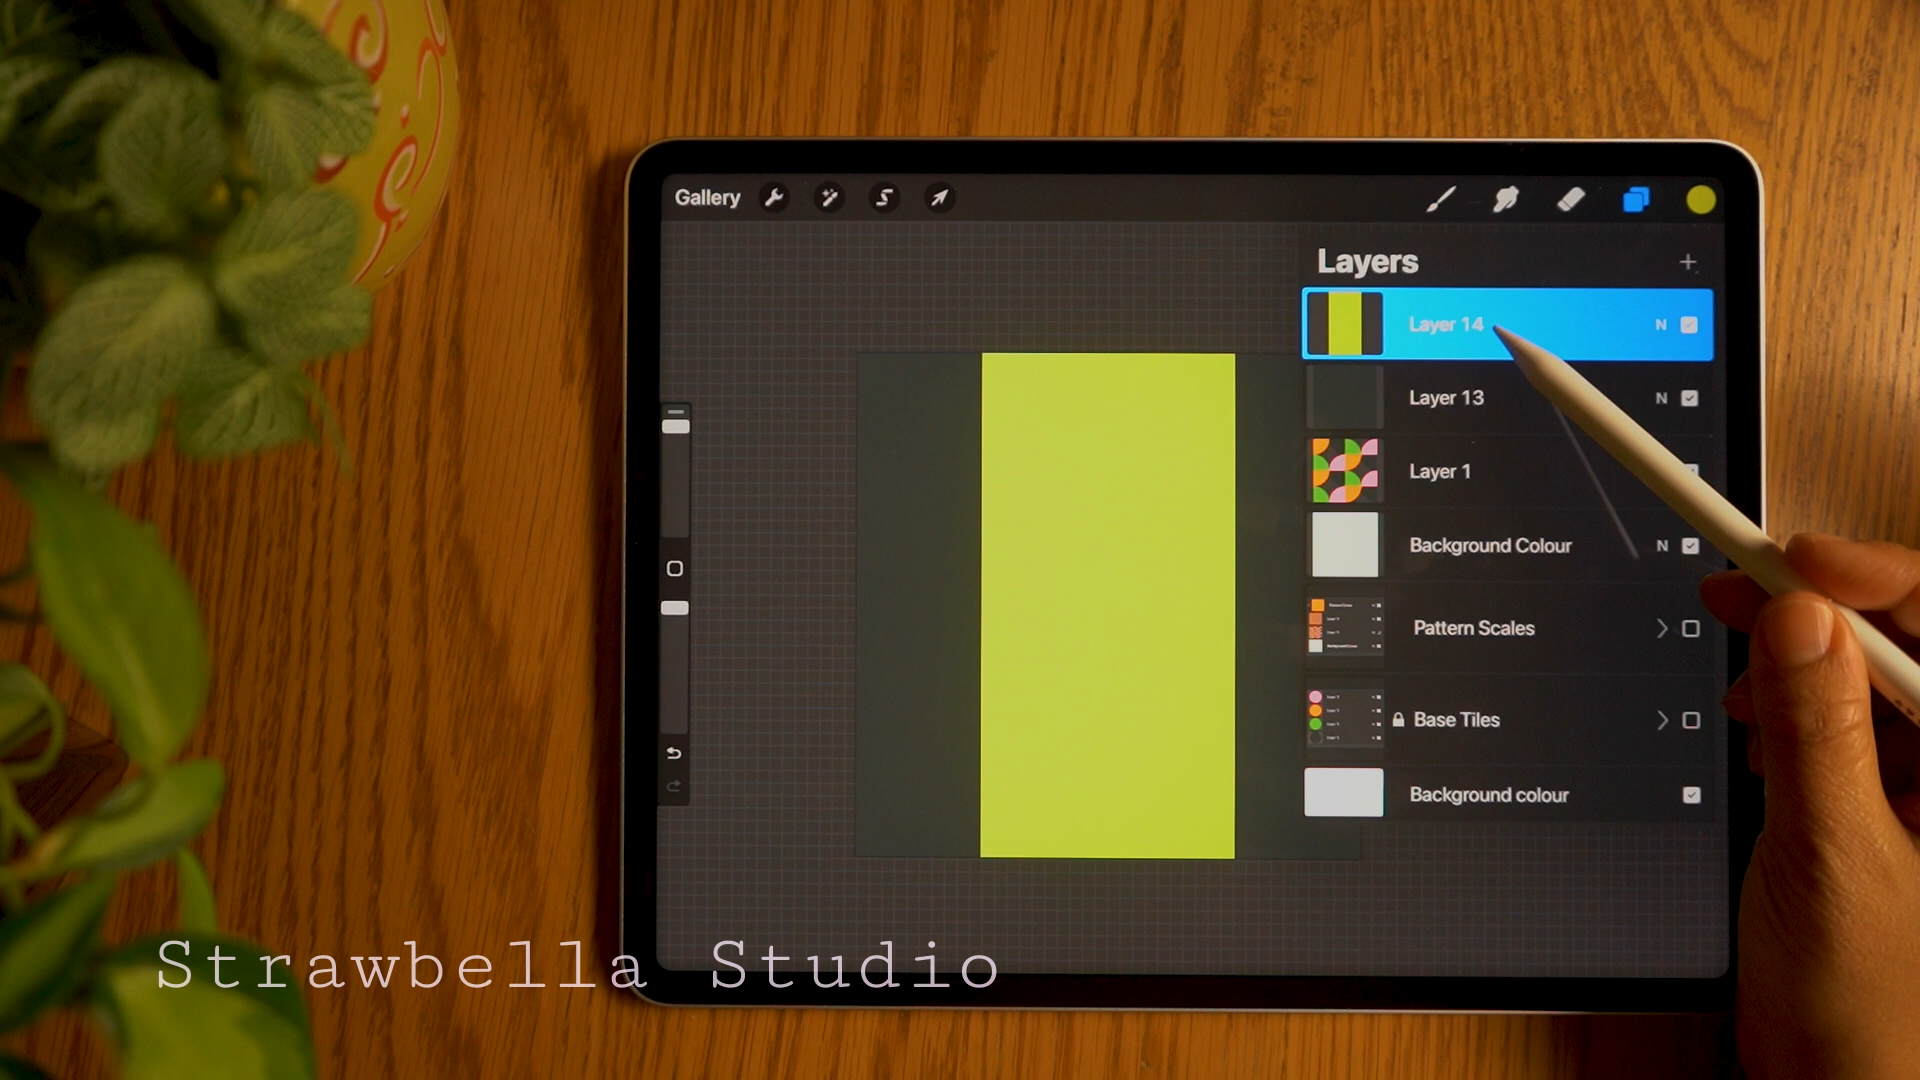 Gallery
Layers
Layer 14 N
Layer 13 N
Layer 1
Background Colour N
Pattern Scales
Base Tiles
Background colour
Strawbella Studio